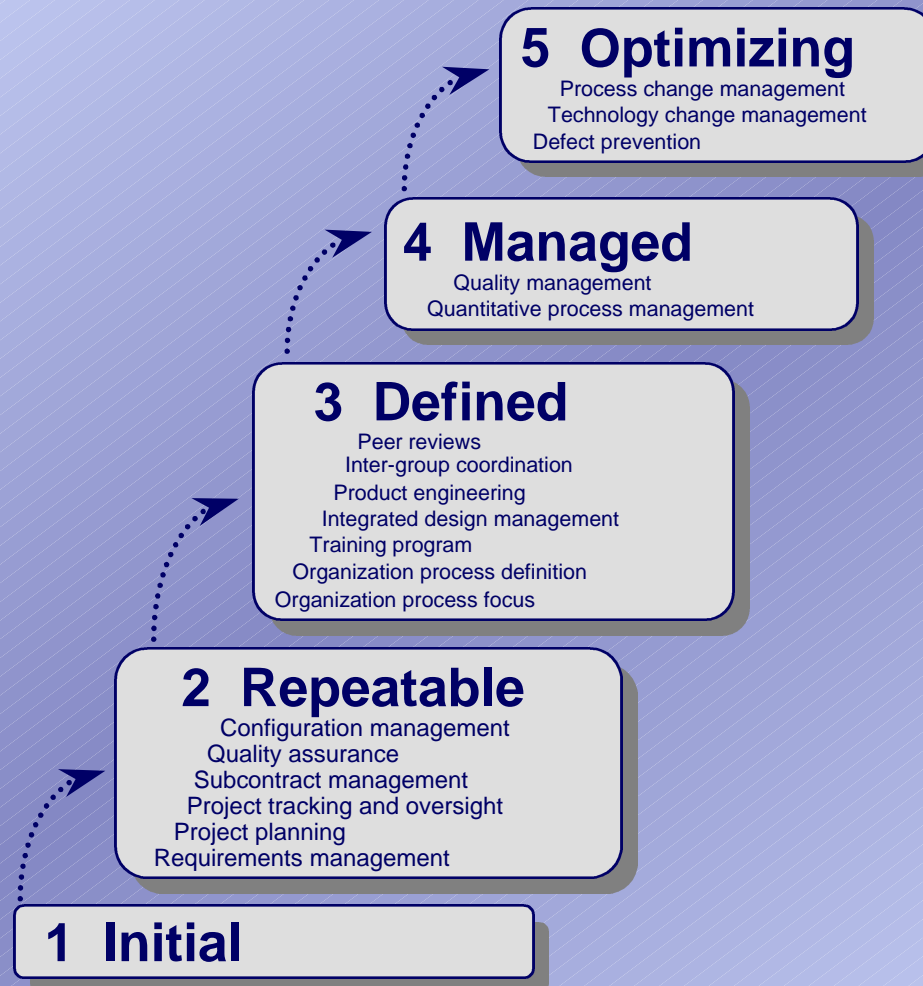 5 Optimizing
Process change management
Technology change management
Defect prevention
4 Managed
Quality management
Quantitative process management
3 Defined
Peer reviews
Inter-group coordination
Product engineering
Integrated design management
Training program
Organization process definition
Organization process focus
2 Repeatable
Configuration management
Quality assurance
Subcontract management
Project tracking and oversight
Project planning
Requirements management
1 Initial